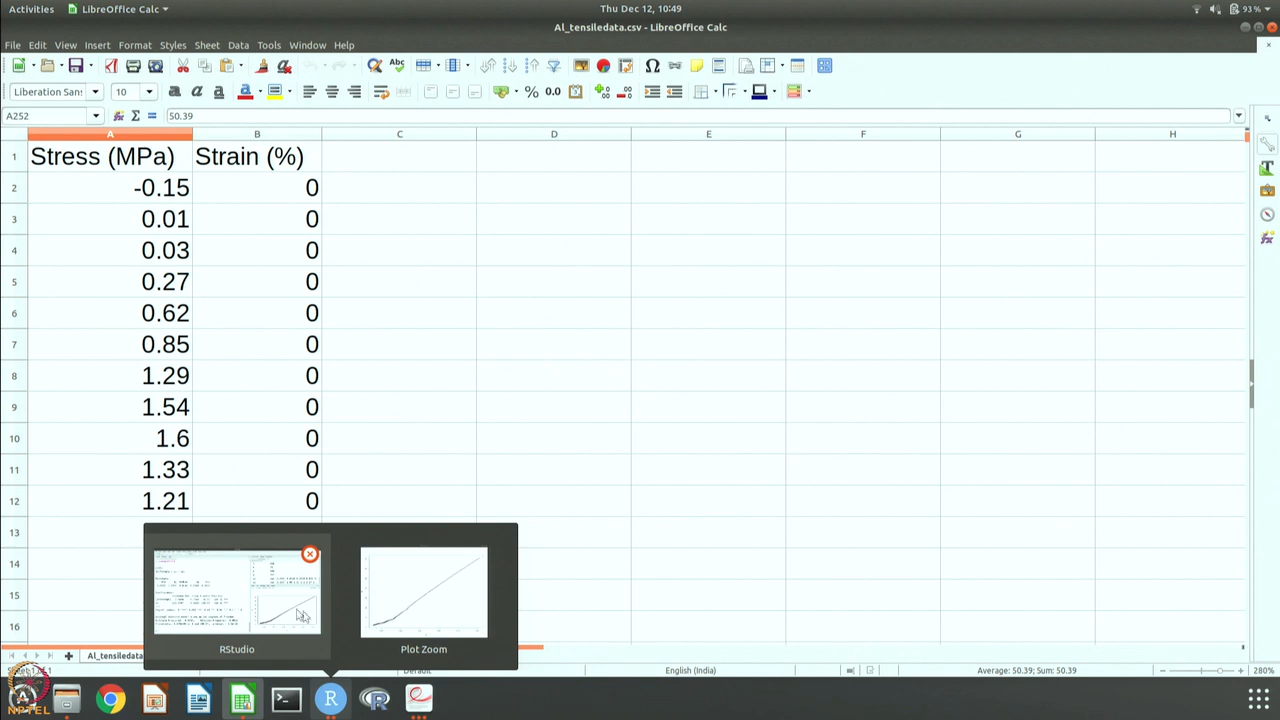 Activities LibreOffice Calc Thu Dec 12, 10:49 93%
Al_tensiledata.csv - LibreOffice Calc
File Edit View Insert Format Styles Sheet Data Tools Window Help
Liberation Sans 10
A252 50.39
A B C D E F G H
1 Stress (MPa) Strain (%)
2 -0.15 0
3 0.01 0
4 0.03 0
5 0.27 0
6 0.62 0
7 0.85 0
8 1.29 0
9 1.54 0
10 1.6 0
11 1.33 0
12 1.21 0
13
14
15
16
RStudio Plot Zoom
Al_tensiledata
English (India) Average: 50.39; Sum: 50.39 280%
NPTEL